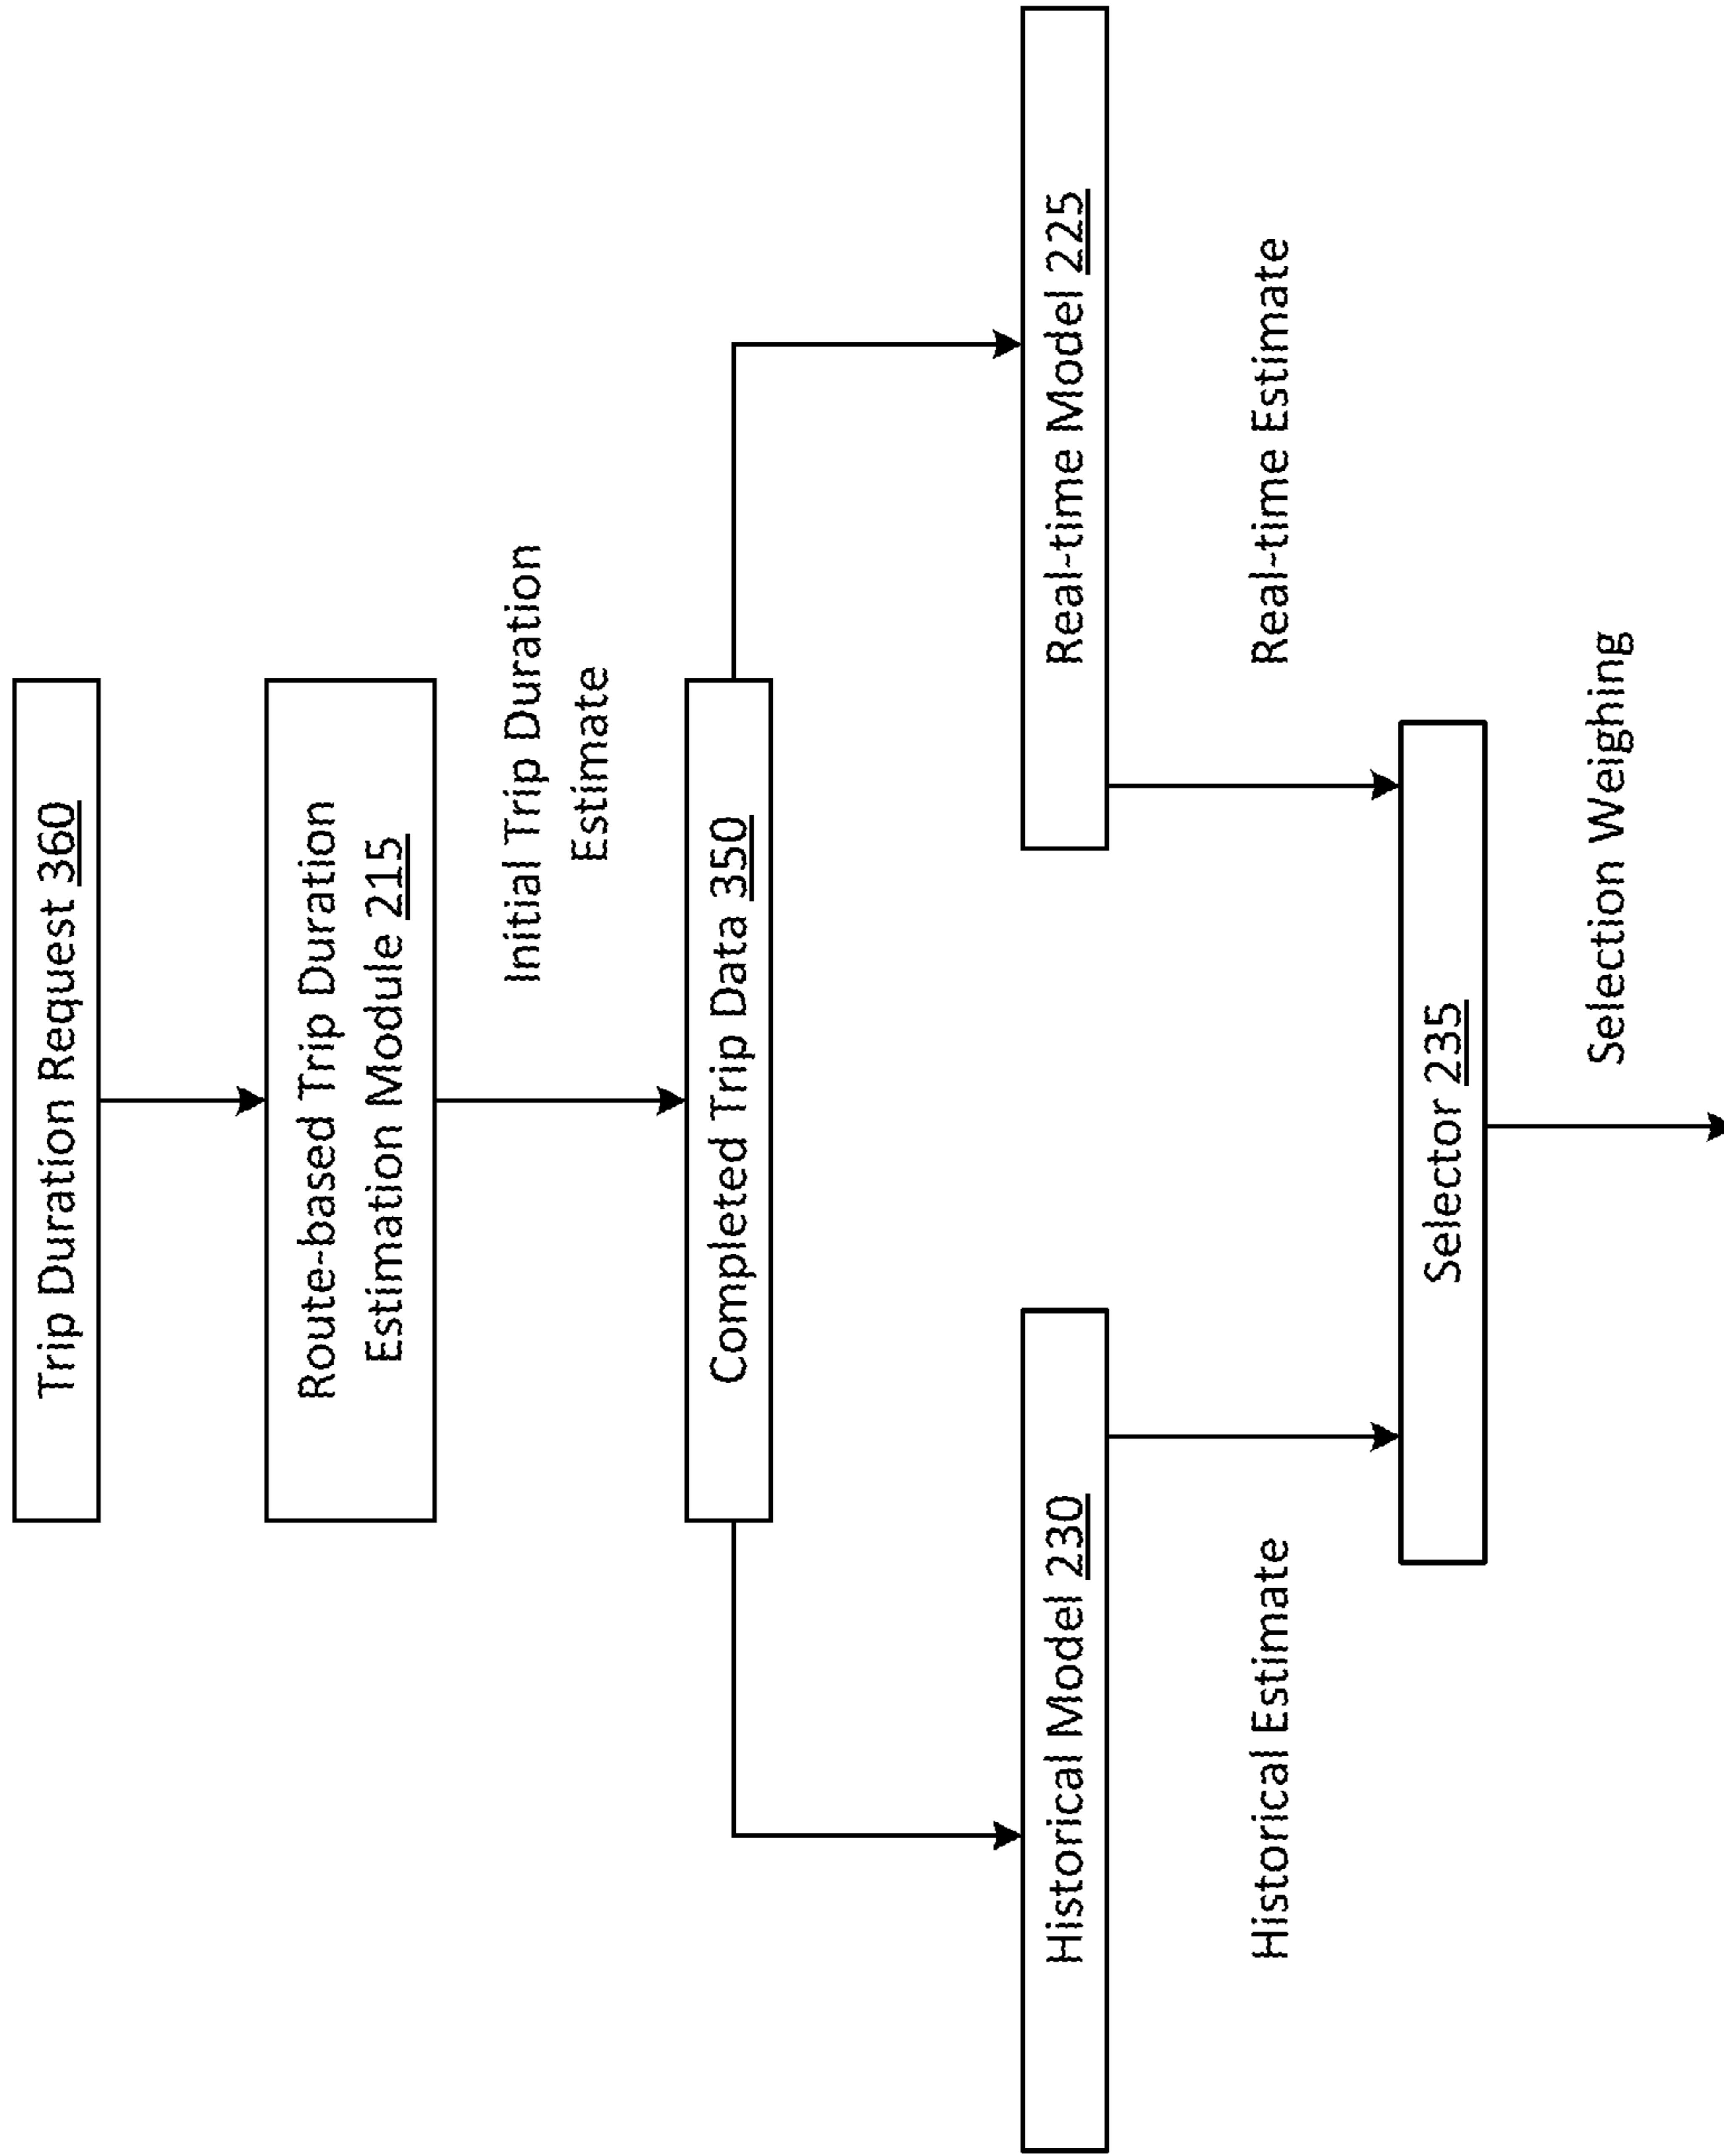 Trip Duration Request 360
Route-based Trip Duration
Estimation Module 215
Initial Trip Duration
Estimate
Completed Trip Data 350
Historical Model 230
Real-time Model 225
Historical Estimate
Real-time Estimate
Selector 235
Selection Weighing